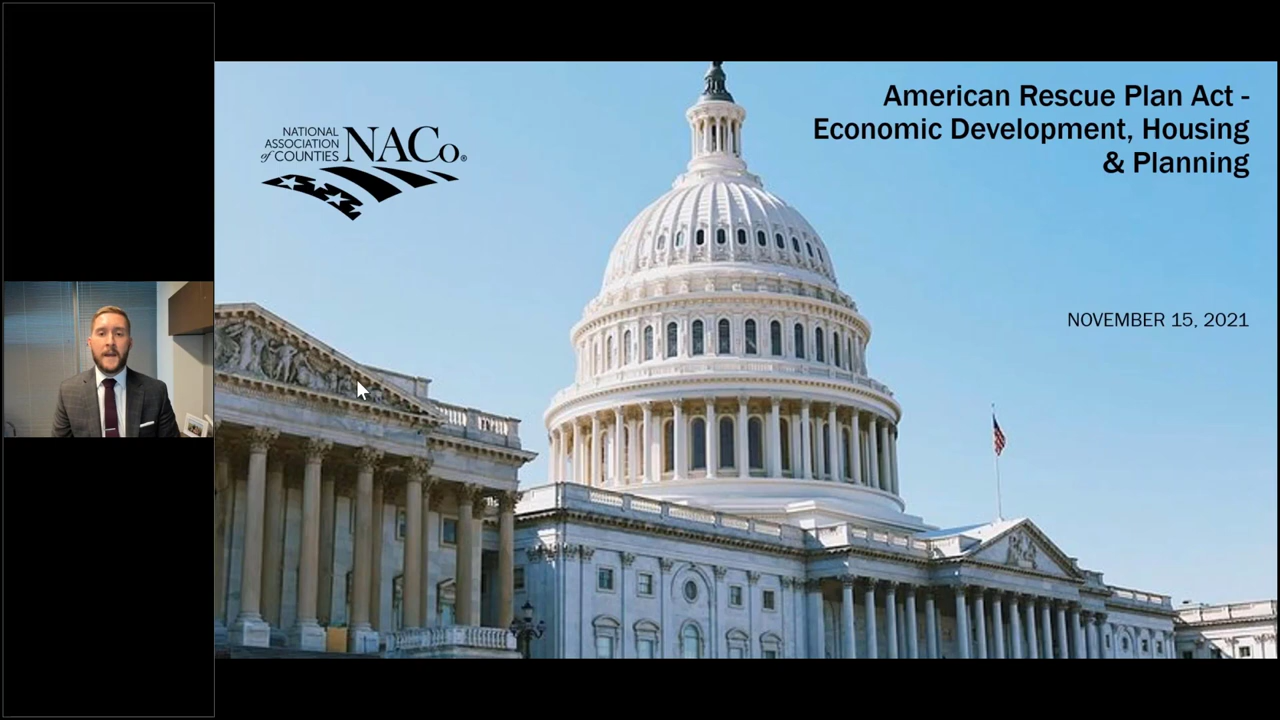 NATIONAL
ASSOCIATION
of COUNTIES
NACo®
American Rescue Plan Act -
Economic Development, Housing
& Planning
NOVEMBER 15, 2021